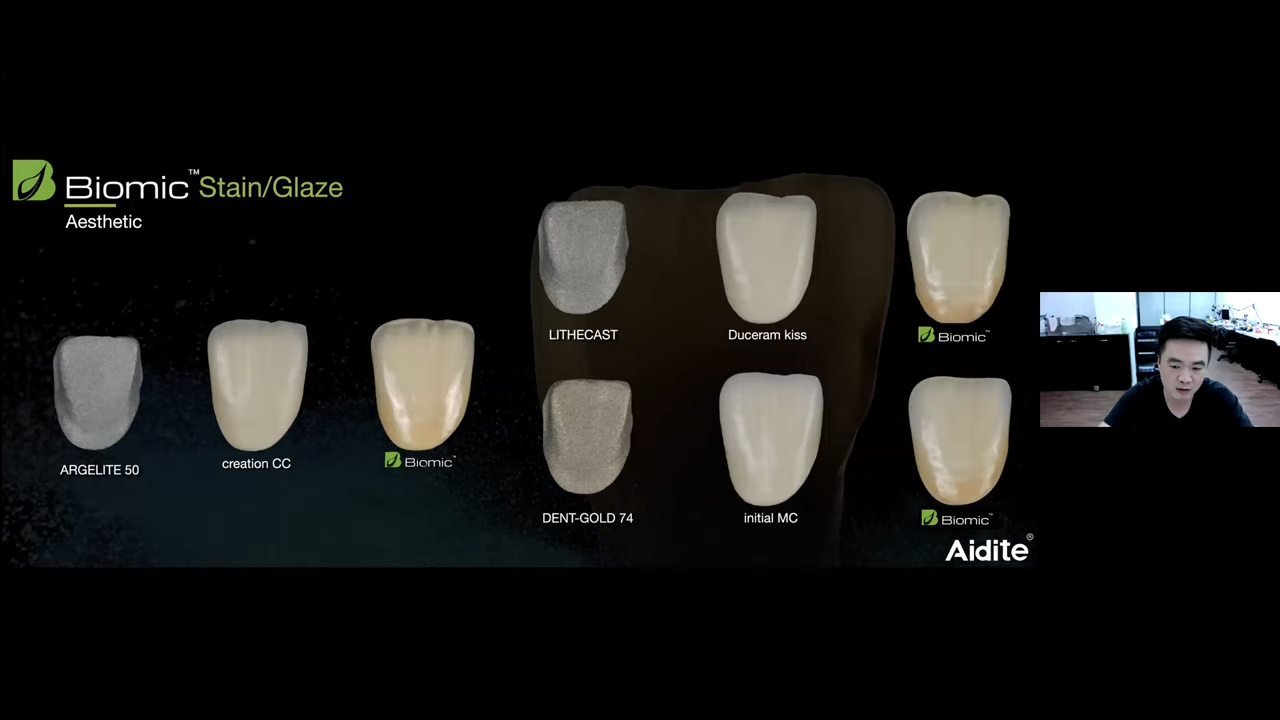 Biomic™ Stain/Glaze
Aesthetic
ARGELITE 50
creation CC
Biomic™
LITHECAST
Duceram kiss
Biomic™
DENT-GOLD 74
initial MC
Biomic™
Aidite®